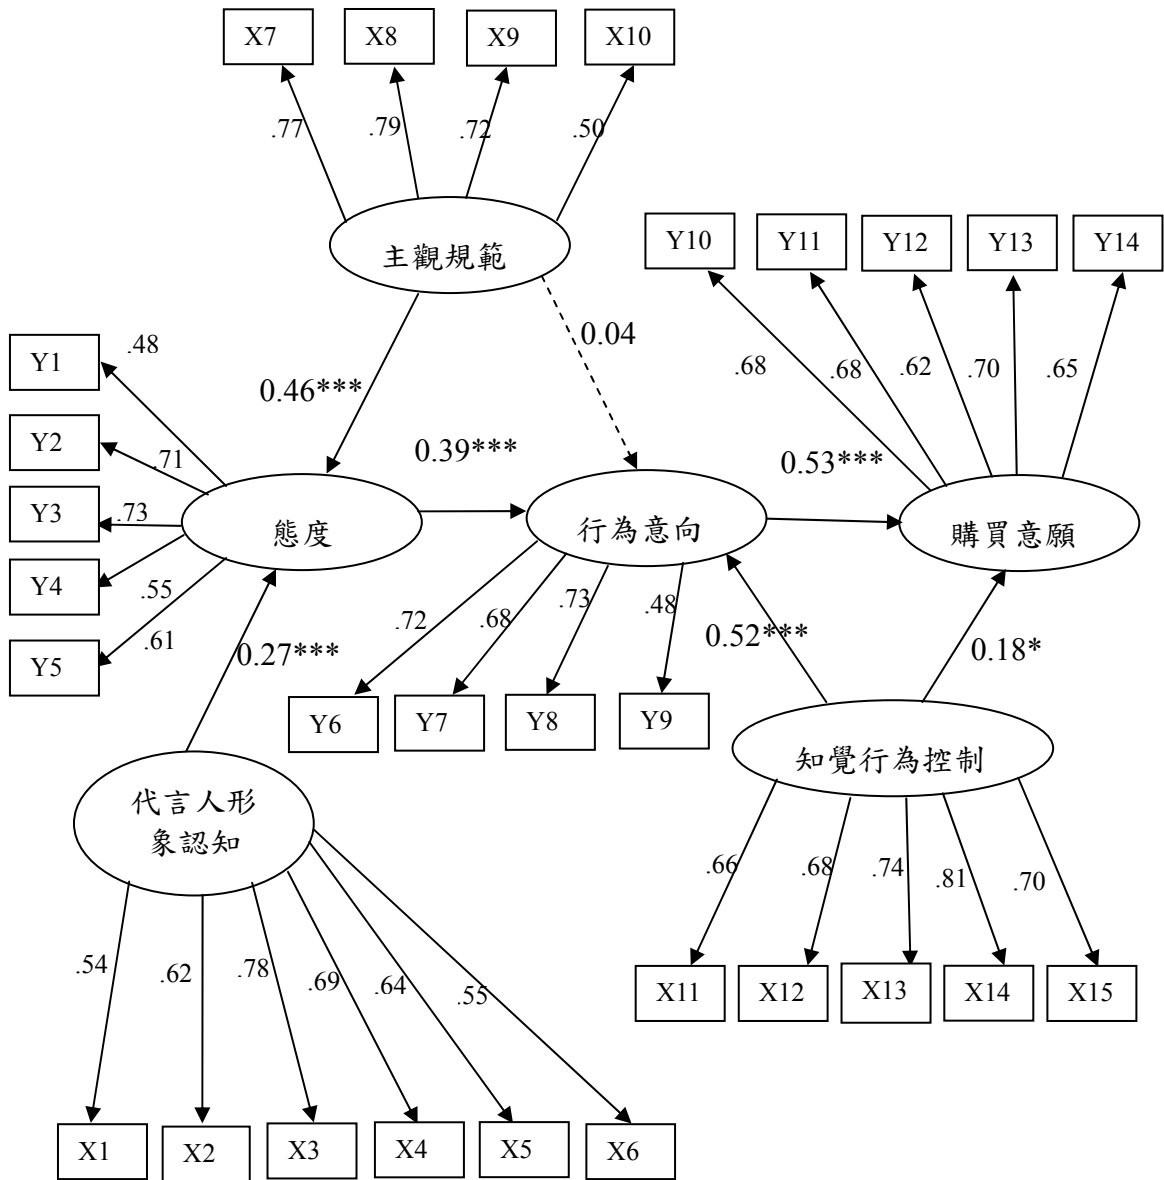 X7
X8
X9
X10
.77
.79
.72
.50
主觀規範
Y10
Y11
Y12
Y13
Y14
.68
.68
.62
.70
.65
0.04
0.46***
0.39***
0.53***
Y1
Y2
Y3
Y4
Y5
.48
.71
.73
.55
.61
態度
行為意向
購買意願
0.27***
.72
.68
.73
.48
0.52***
0.18*
Y6
Y7
Y8
Y9
知覺行為控制
代言人形
象認知
.66
.68
.74
.81
.70
X11
X12
X13
X14
X15
.54
.62
.78
.69
.64
.55
X1
X2
X3
X4
X5
X6